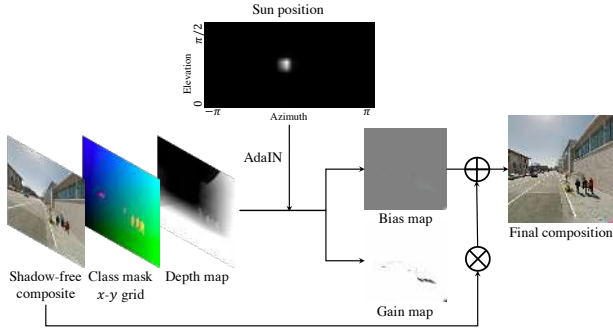 Sun position
Elevation
0
π/2
−π
π
Azimuth
AdaIN
Bias map
Final composition
Shadow-free
composite
Class mask
x-y grid
Depth map
Gain map